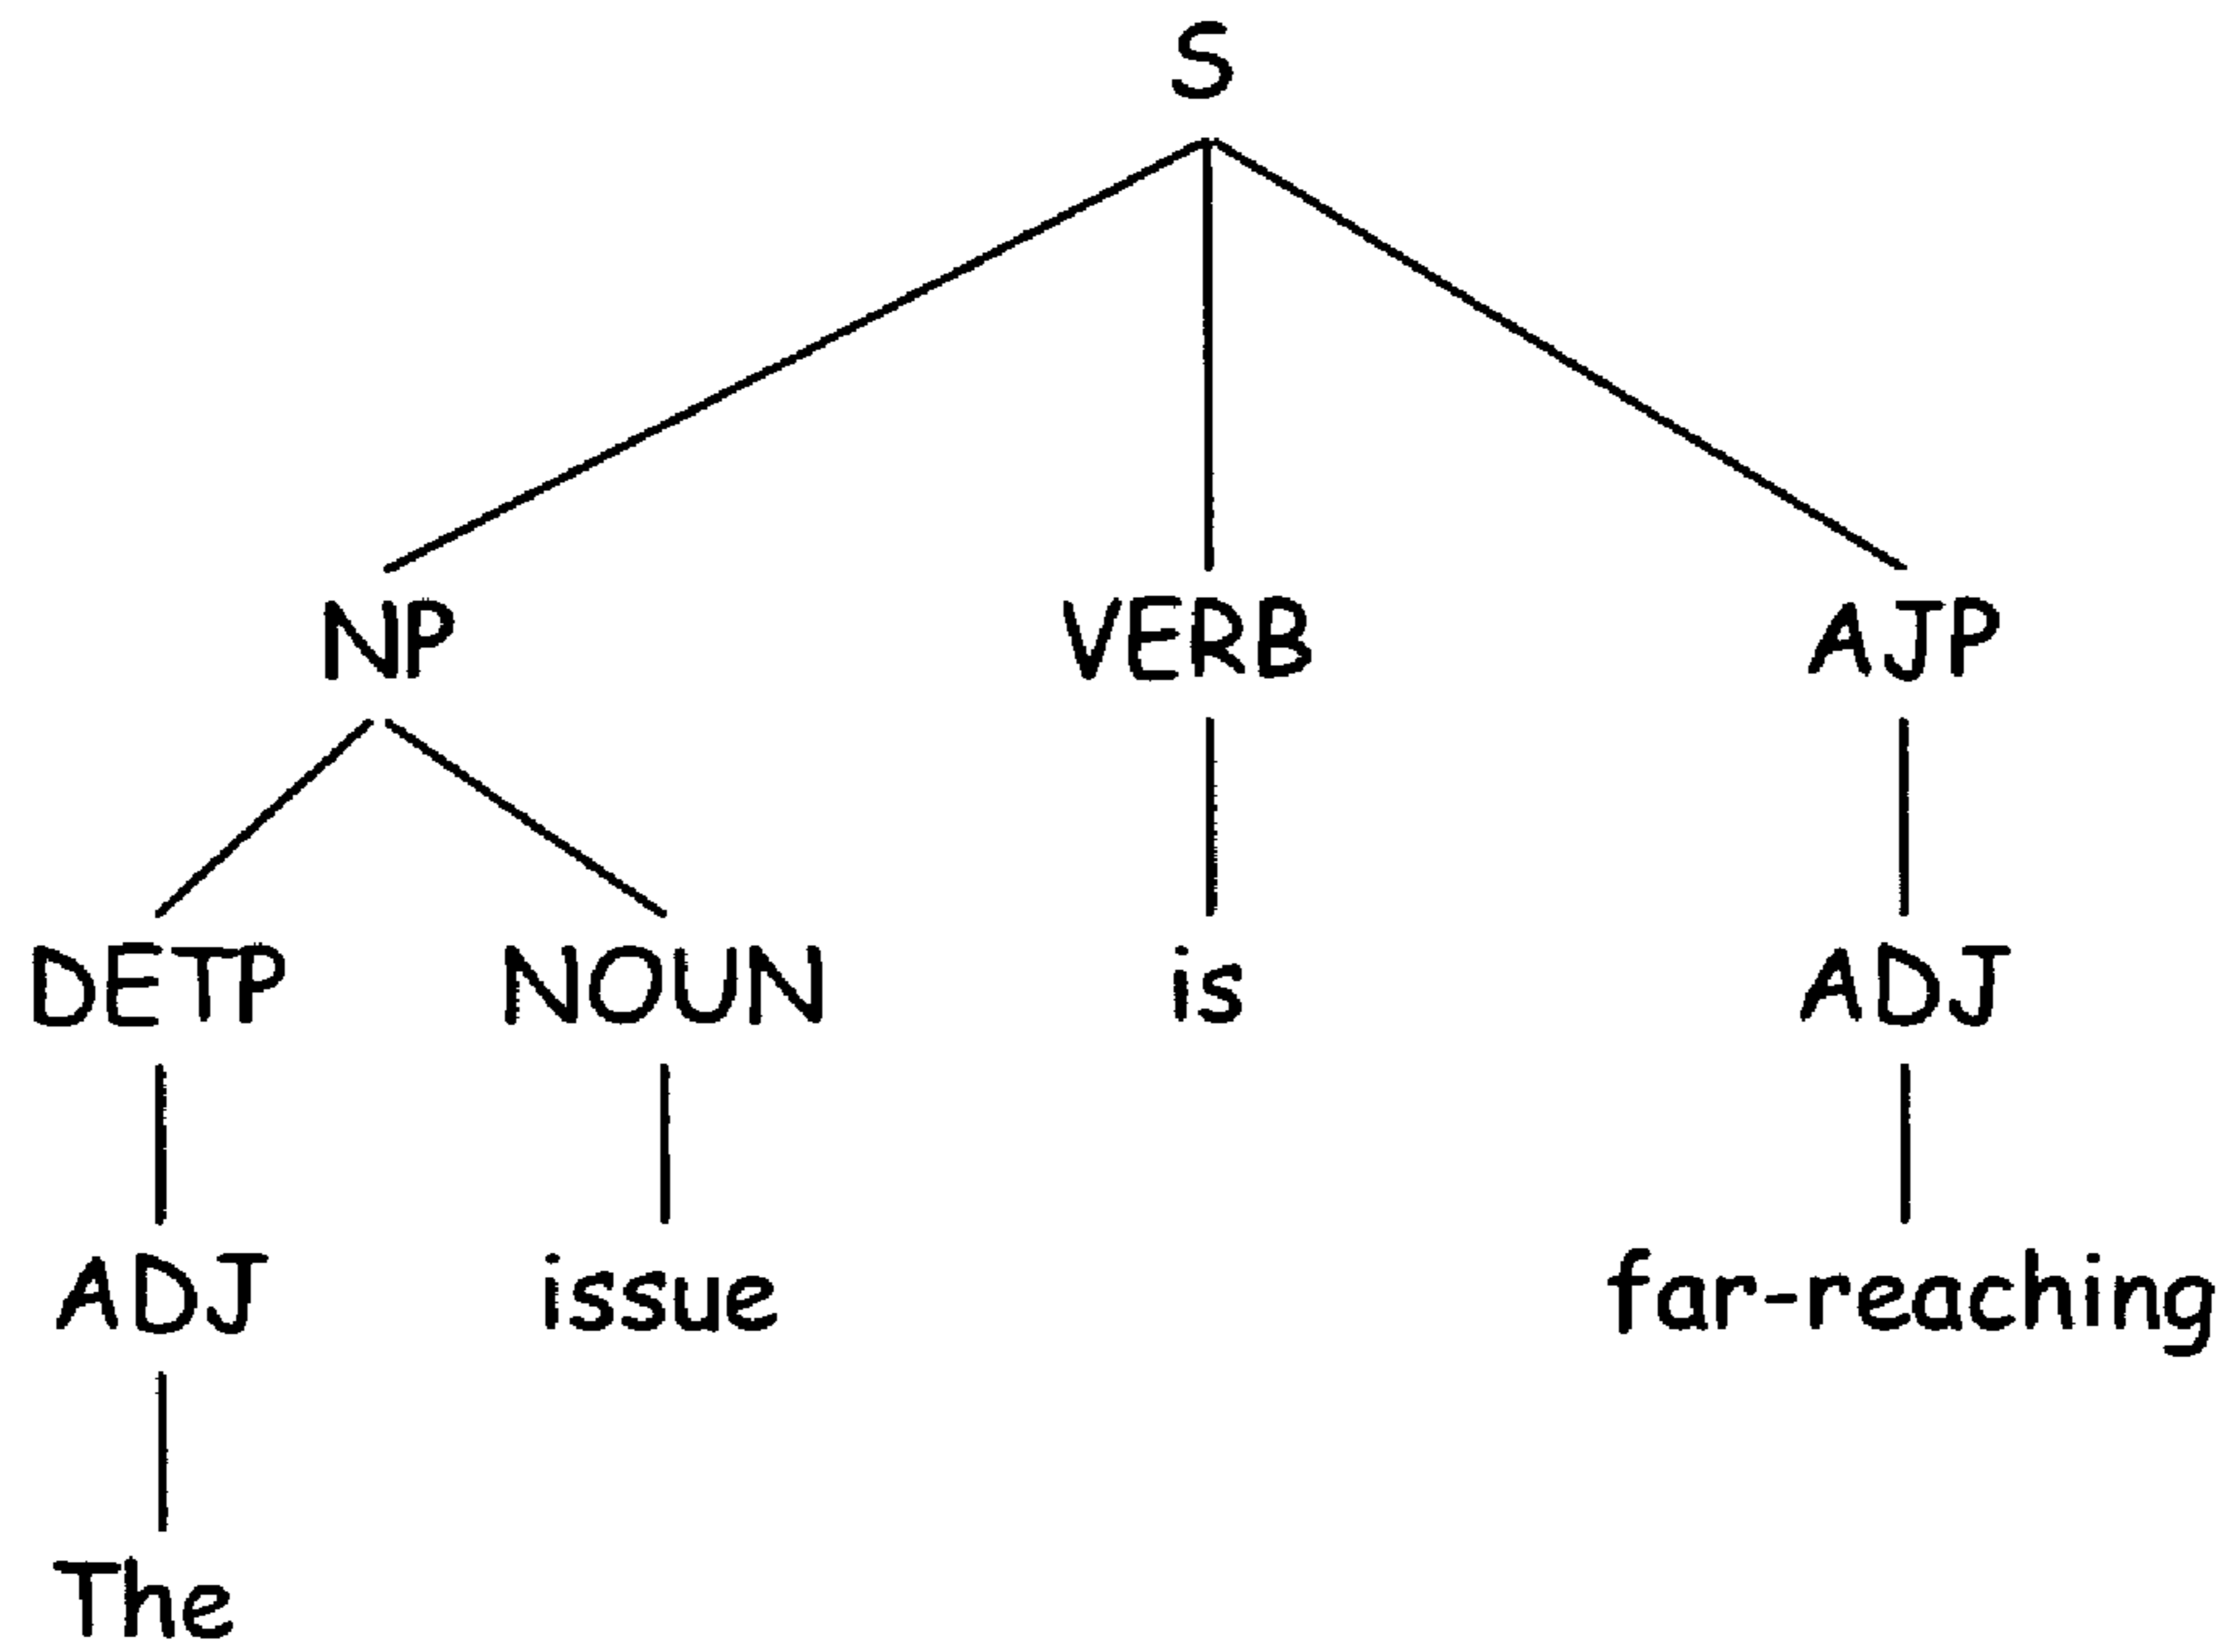 S
NP VERB AJP
DETP NOUN is ADJ
ADJ issue far-reaching
The